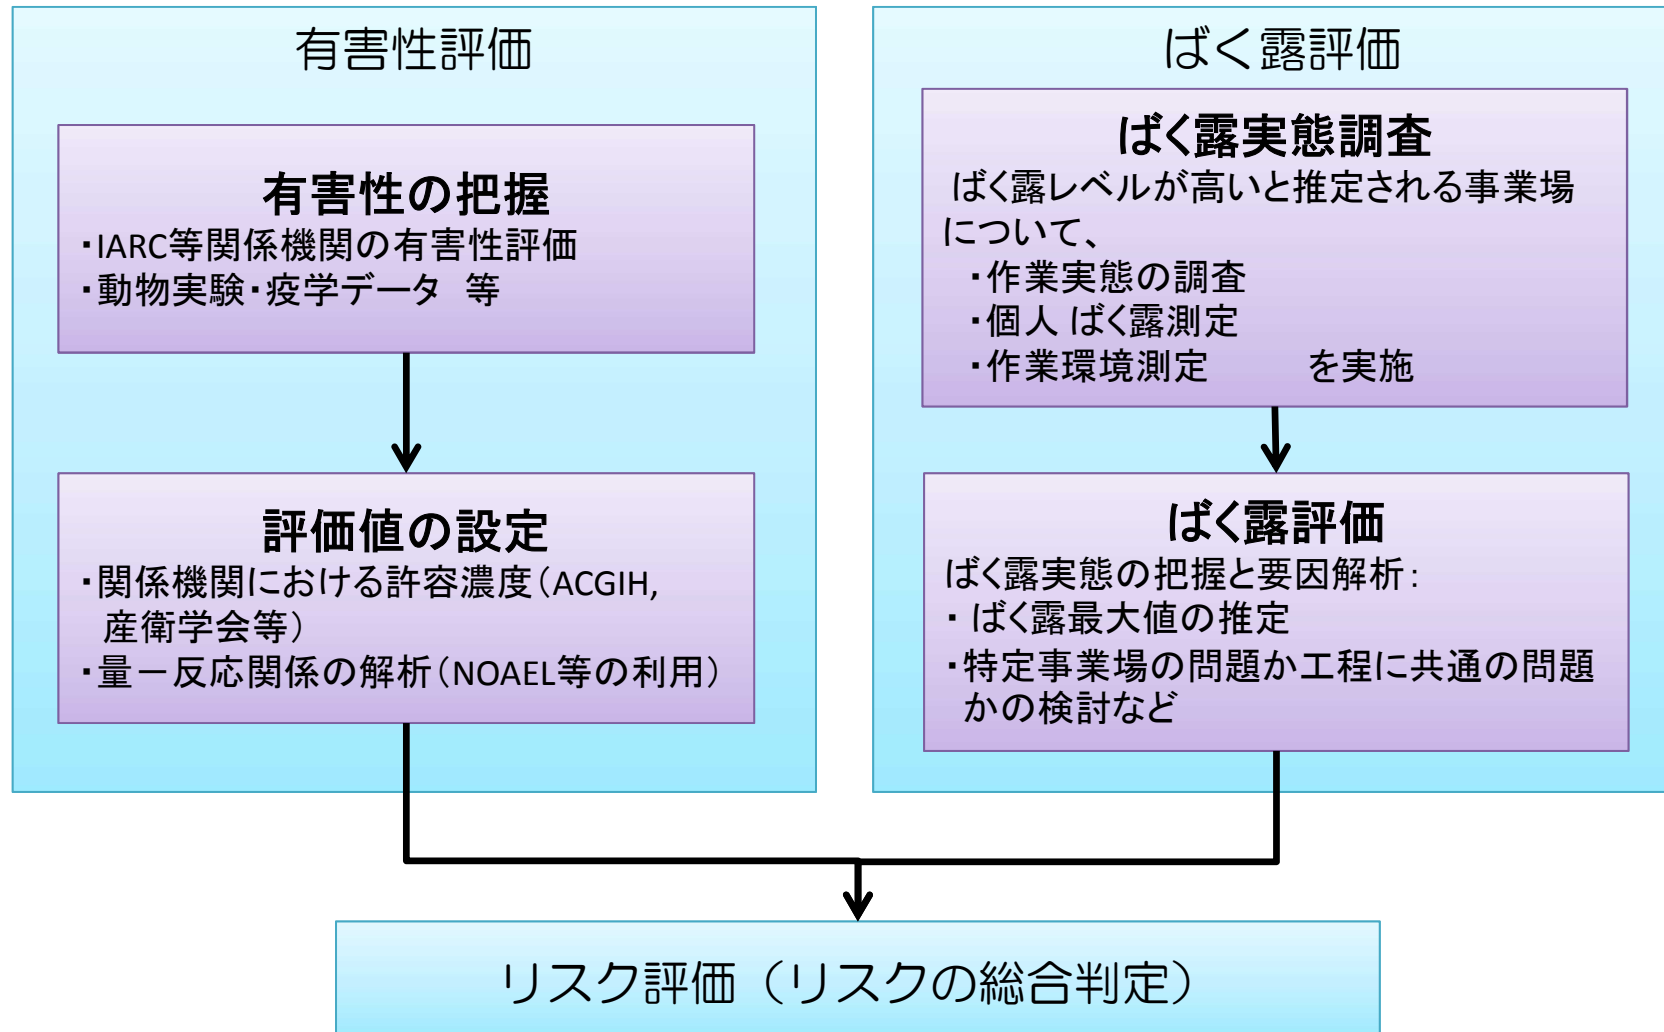 有害性評価
有害性の把握
・IARC等関係機関の有害性評価
・動物実験・疫学データ　等
評価値の設定
・関係機関における許容濃度（ACGIH,
産衛学会等）
・量－反応関係の解析（NOAEL等の利用）
ばく露評価
ばく露実態調査
ばく露レベルが高いと推定される事業場
について、
・作業実態の調査
・個人 ばく露測定
・作業環境測定　　　を実施
ばく露評価
ばく露実態の把握と要因解析：
・ ばく露最大値の推定
・特定事業場の問題か工程に共通の問題
かの検討など
リスク評価（リスクの総合判定）